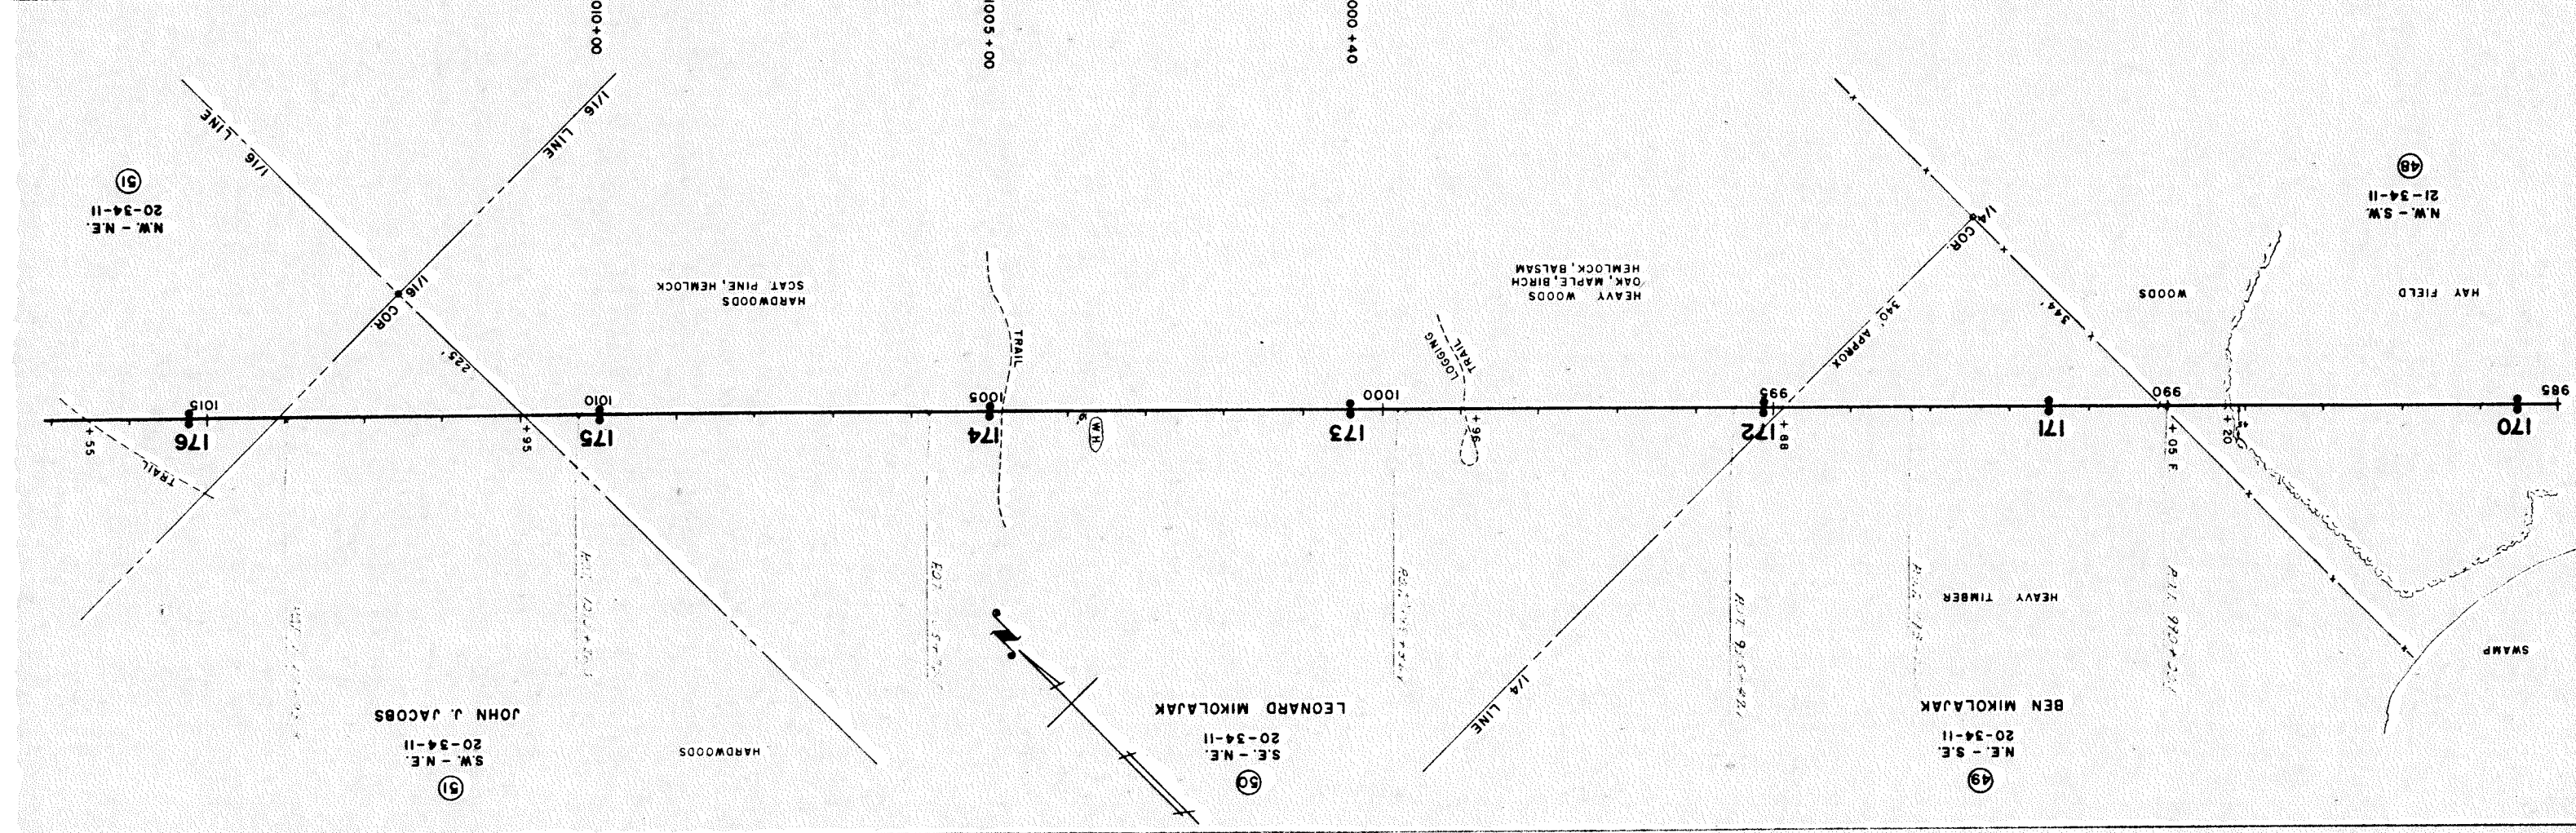 010+00
1005+00
000+40
1/16 LINE
1/16 LINE
51
N.W. - N.E.
20-34-11
1/16 COR.
225'
HARDWOODS
SCAT. PINE, HEMLOCK
TRAIL
LOGGING
TRAIL
HEAVY WOODS
OAK, MAPLE, BIRCH
HEMLOCK, BALSAM
1/4 COR.
340' APPROX
344'
WOODS
HAY FIELD
48
N.W. - S.W.
21-34-11
1015
1010
1005
1000
995
990
985
176
175
174
173
172
171
170
+55
+95
WH
+96
+88
+05 F
+20
TRAIL
HEAVY TIMBER
SWAMP
1/4 LINE
N
HARDWOODS
51
S.W. - N.E.
20-34-11
JOHN J. JACOBS
50
S.E. - N.E.
20-34-11
LEONARD MIKOLAJAK
49
N.E. - S.E.
20-34-11
BEN MIKOLAJAK